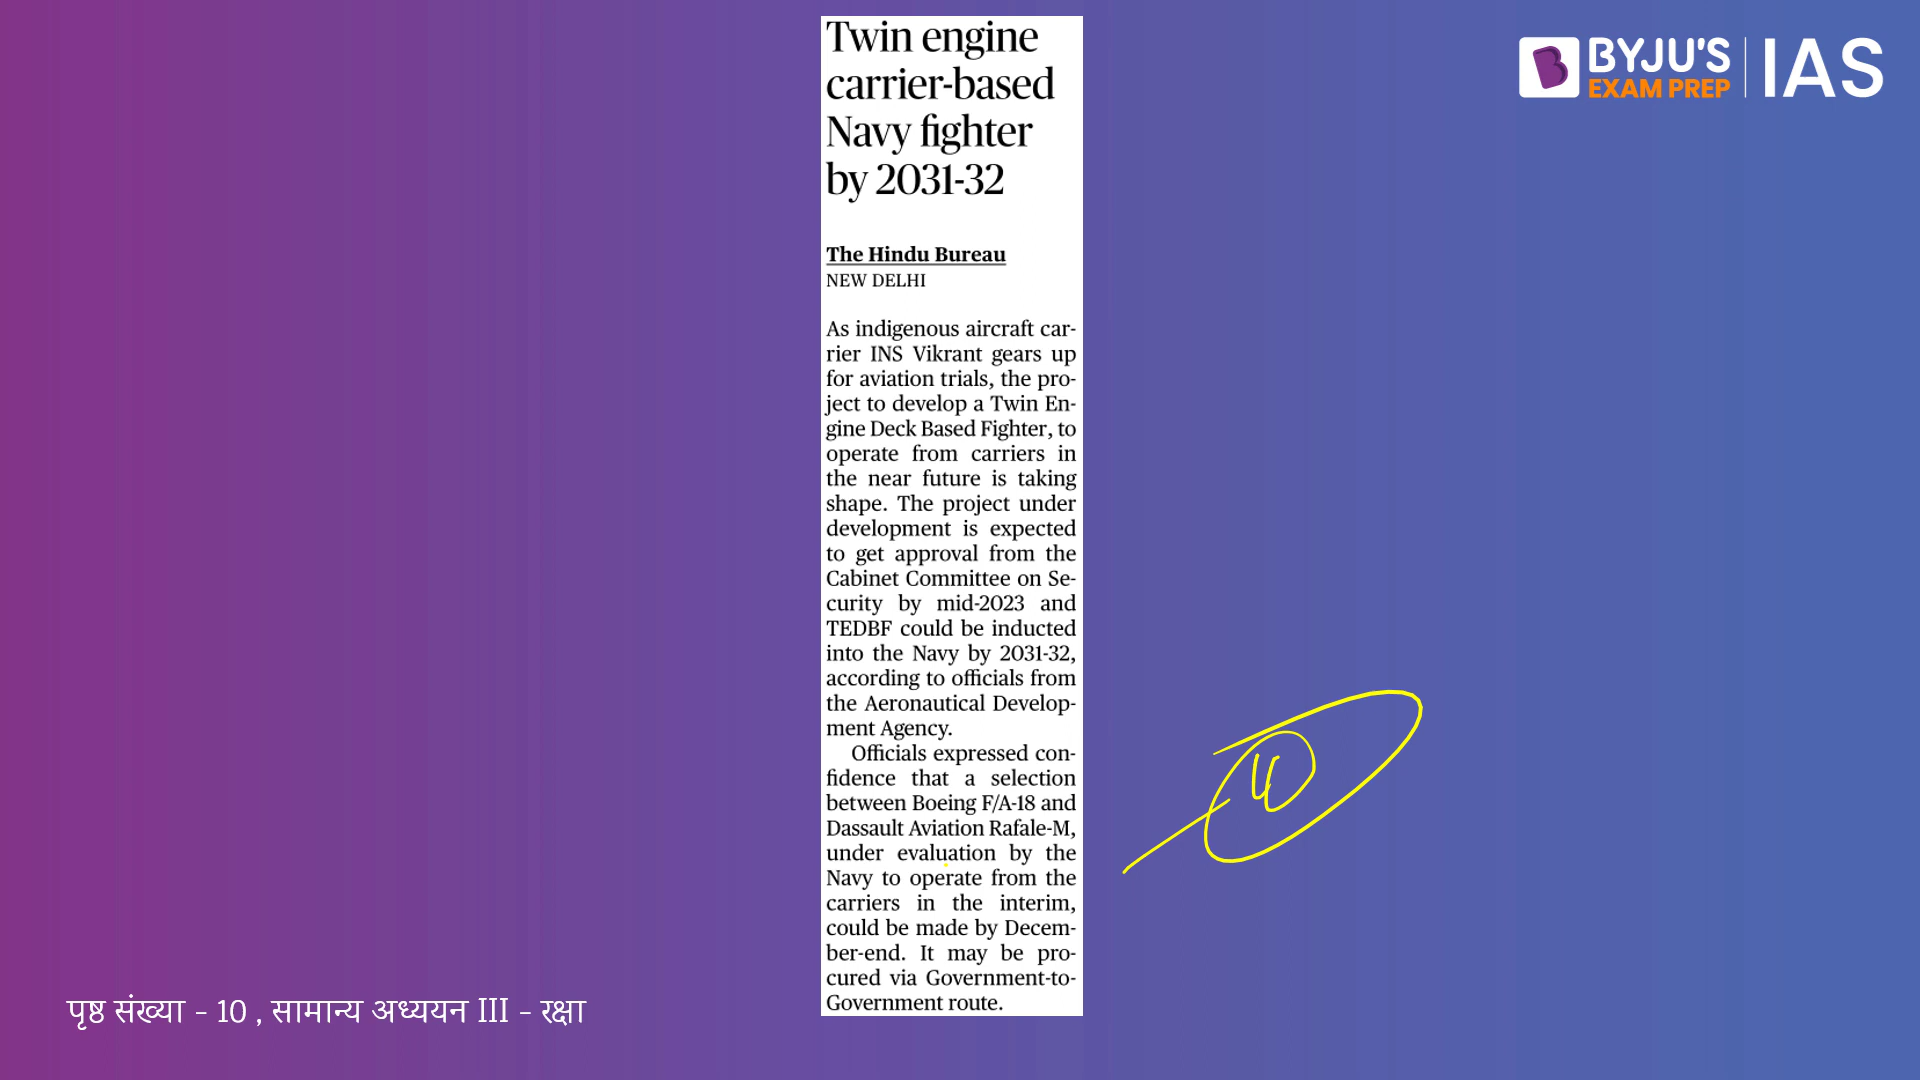 Twin engine
carrier-based
Navy fighter
by 2031-32
The Hindu Bureau
NEW DELHI
As indigenous aircraft car-
rier INS Vikrant gears up
for aviation trials, the pro-
ject to develop a Twin En-
gine Deck Based Fighter, to
operate from carriers in
the near future is taking
shape. The project under
development is expected
to get approval from the
Cabinet Committee on Se-
curity by mid-2023 and
TEDBF could be inducted
into the Navy by 2031-32,
according to officials from
the Aeronautical Develop-
ment Agency.
Officials expressed con-
fidence that a selection
between Boeing F/A-18 and
Dassault Aviation Rafale-M,
under evaluation by the
Navy to operate from the
carriers in the interim,
could be made by Decem-
ber-end. It may be pro-
cured via Government-to-
Government route.
BYJU'S
EXAM PREP
IAS
पृष्ठ संख्या - 10 , सामान्य अध्ययन III - रक्षा